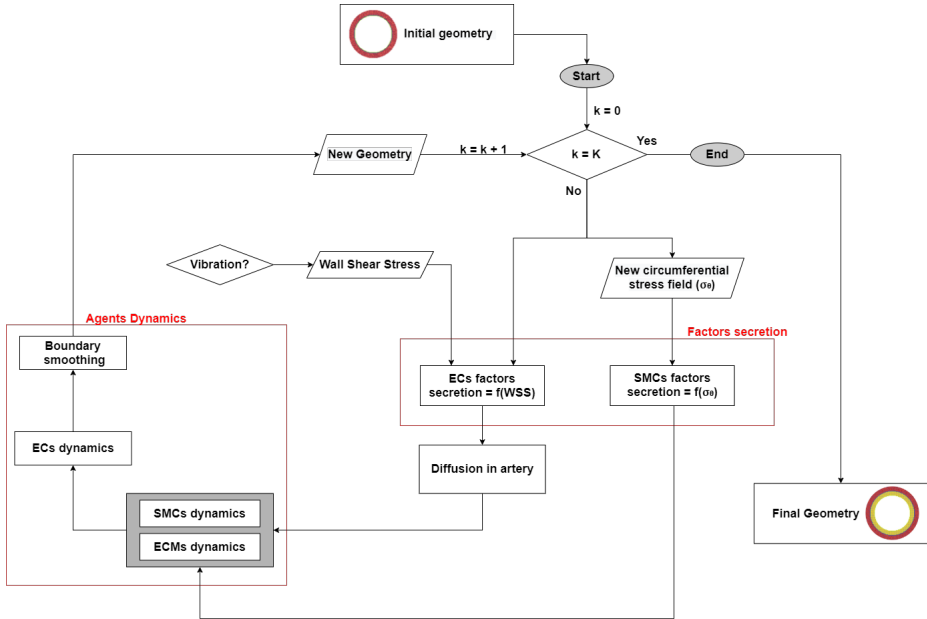 Initial geometry
Start
k = 0
Yes
New Geometry
k = k + 1
k = K
End
No
Vibration?
Wall Shear Stress
New circumferential
stress field (σθ)
Agents Dynamics
Factors secretion
Boundary
smoothing
ECs factors
secretion = f(WSS)
SMCs factors
secretion = f(σθ)
ECs dynamics
Diffusion in artery
SMCs dynamics
Final Geometry
ECMs dynamics